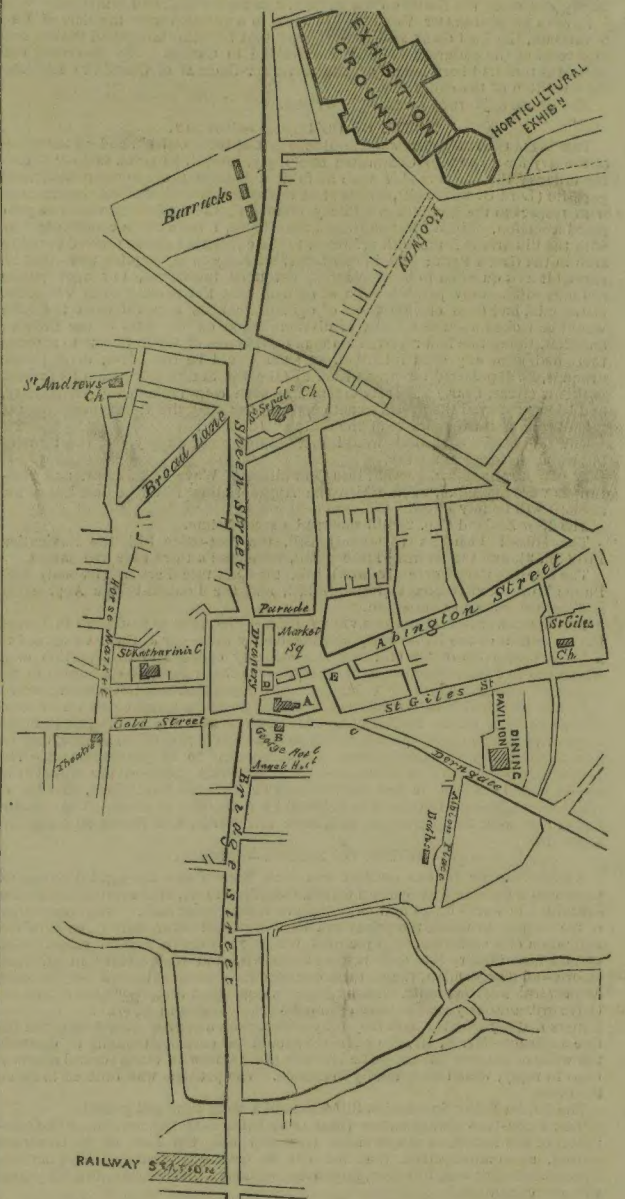 EXHIBITION
GROUND
HORTICULTURAL
EXHIBN
Barracks
Footway
St Andrews
Ch
St Sepulc Ch
Broad Lane
Sheep Street
Abington Street
Horse Market
Parade
Market
Sq
Drapery
St Katharines C
St Giles
Ch
D
E
A
St Giles St
Gold Street
B
C
George Hotl
Angel Hotl
Theatre
PAVILION
DINING
Derngate
Albion Place
Baths
Bridge Street
RAILWAY STATION